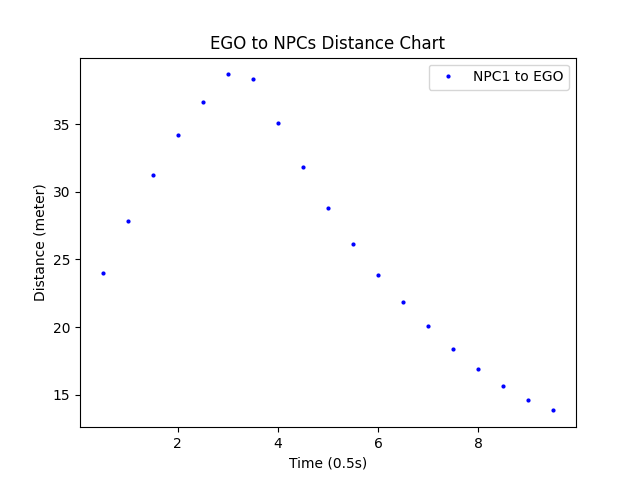 EGO to NPCs Distance Chart
NPC1 to EGO
35
30
25
20
15
Distance (meter)
2 4 6 8
Time (0.5s)